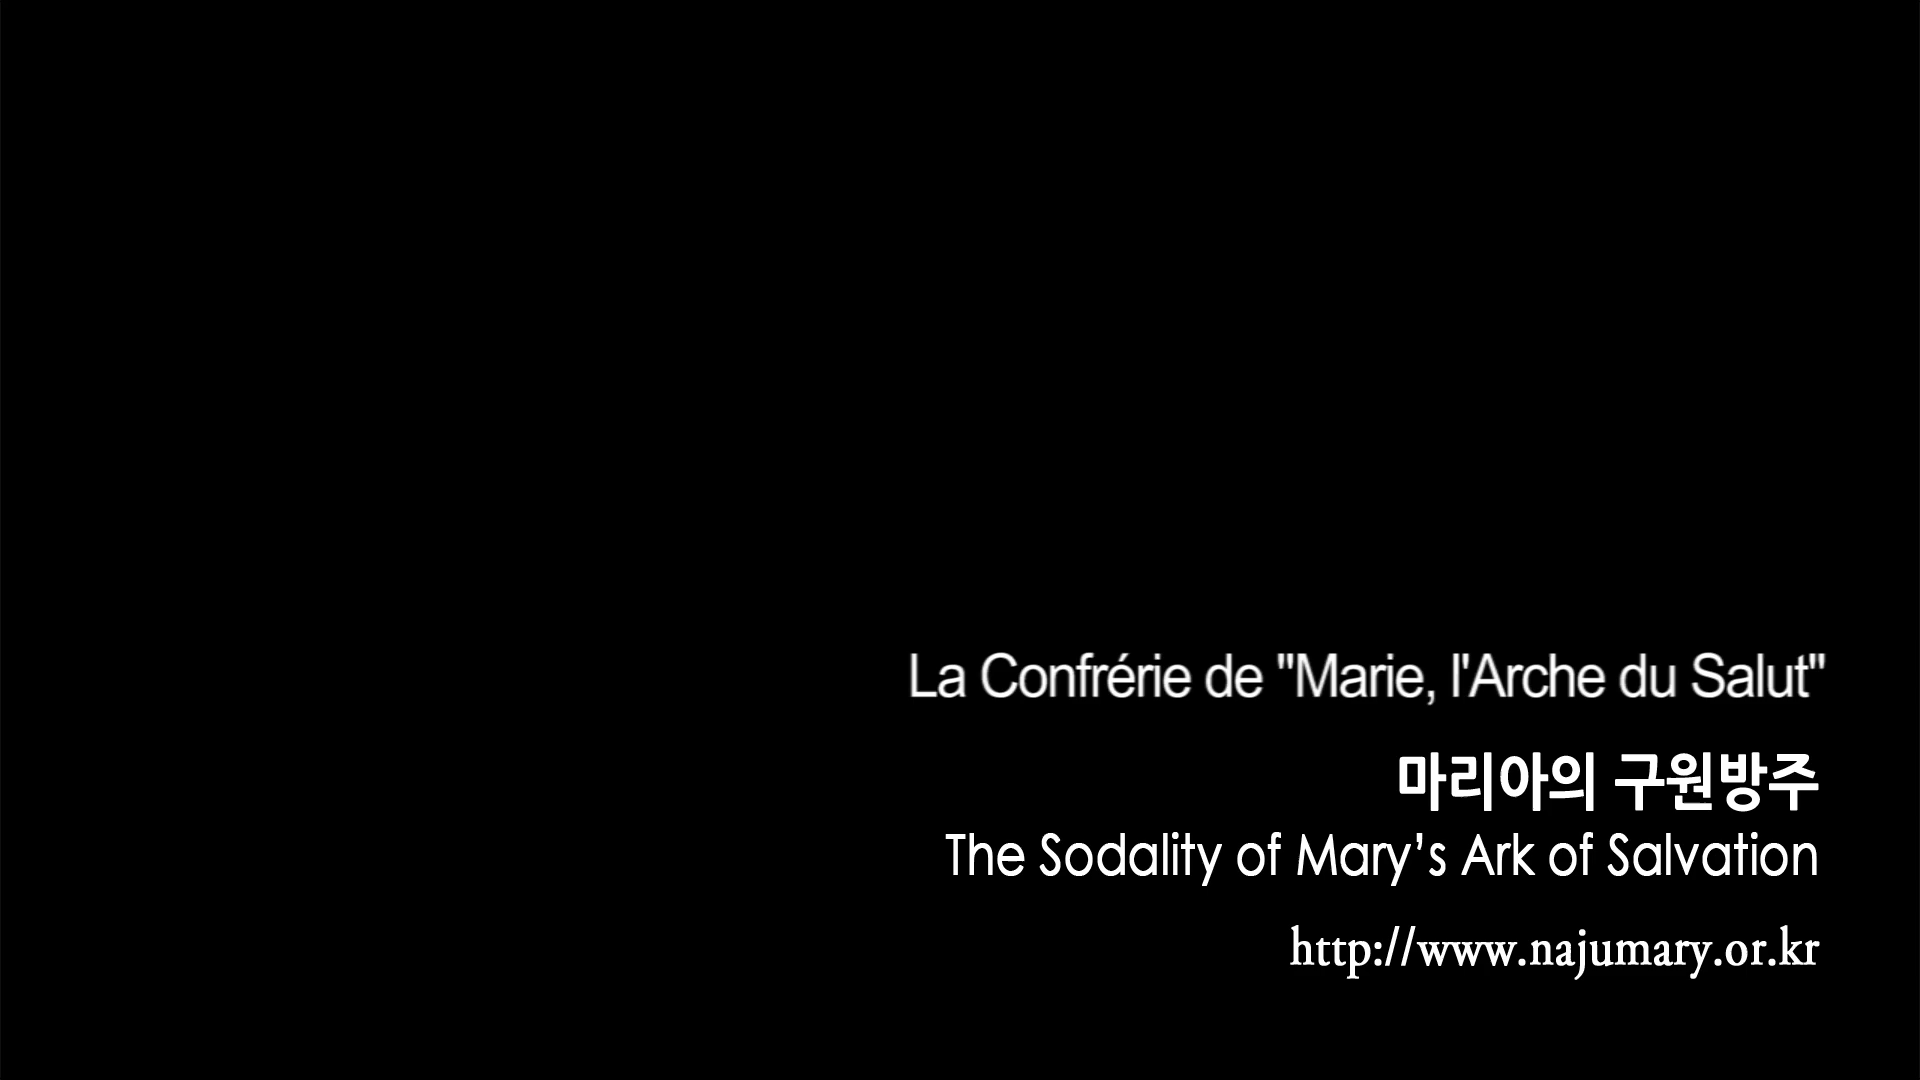 La Confrérie de "Marie, l'Arche du Salut"
마리아의 구원방주
The Sodality of Mary’s Ark of Salvation
http://www.najumary.or.kr